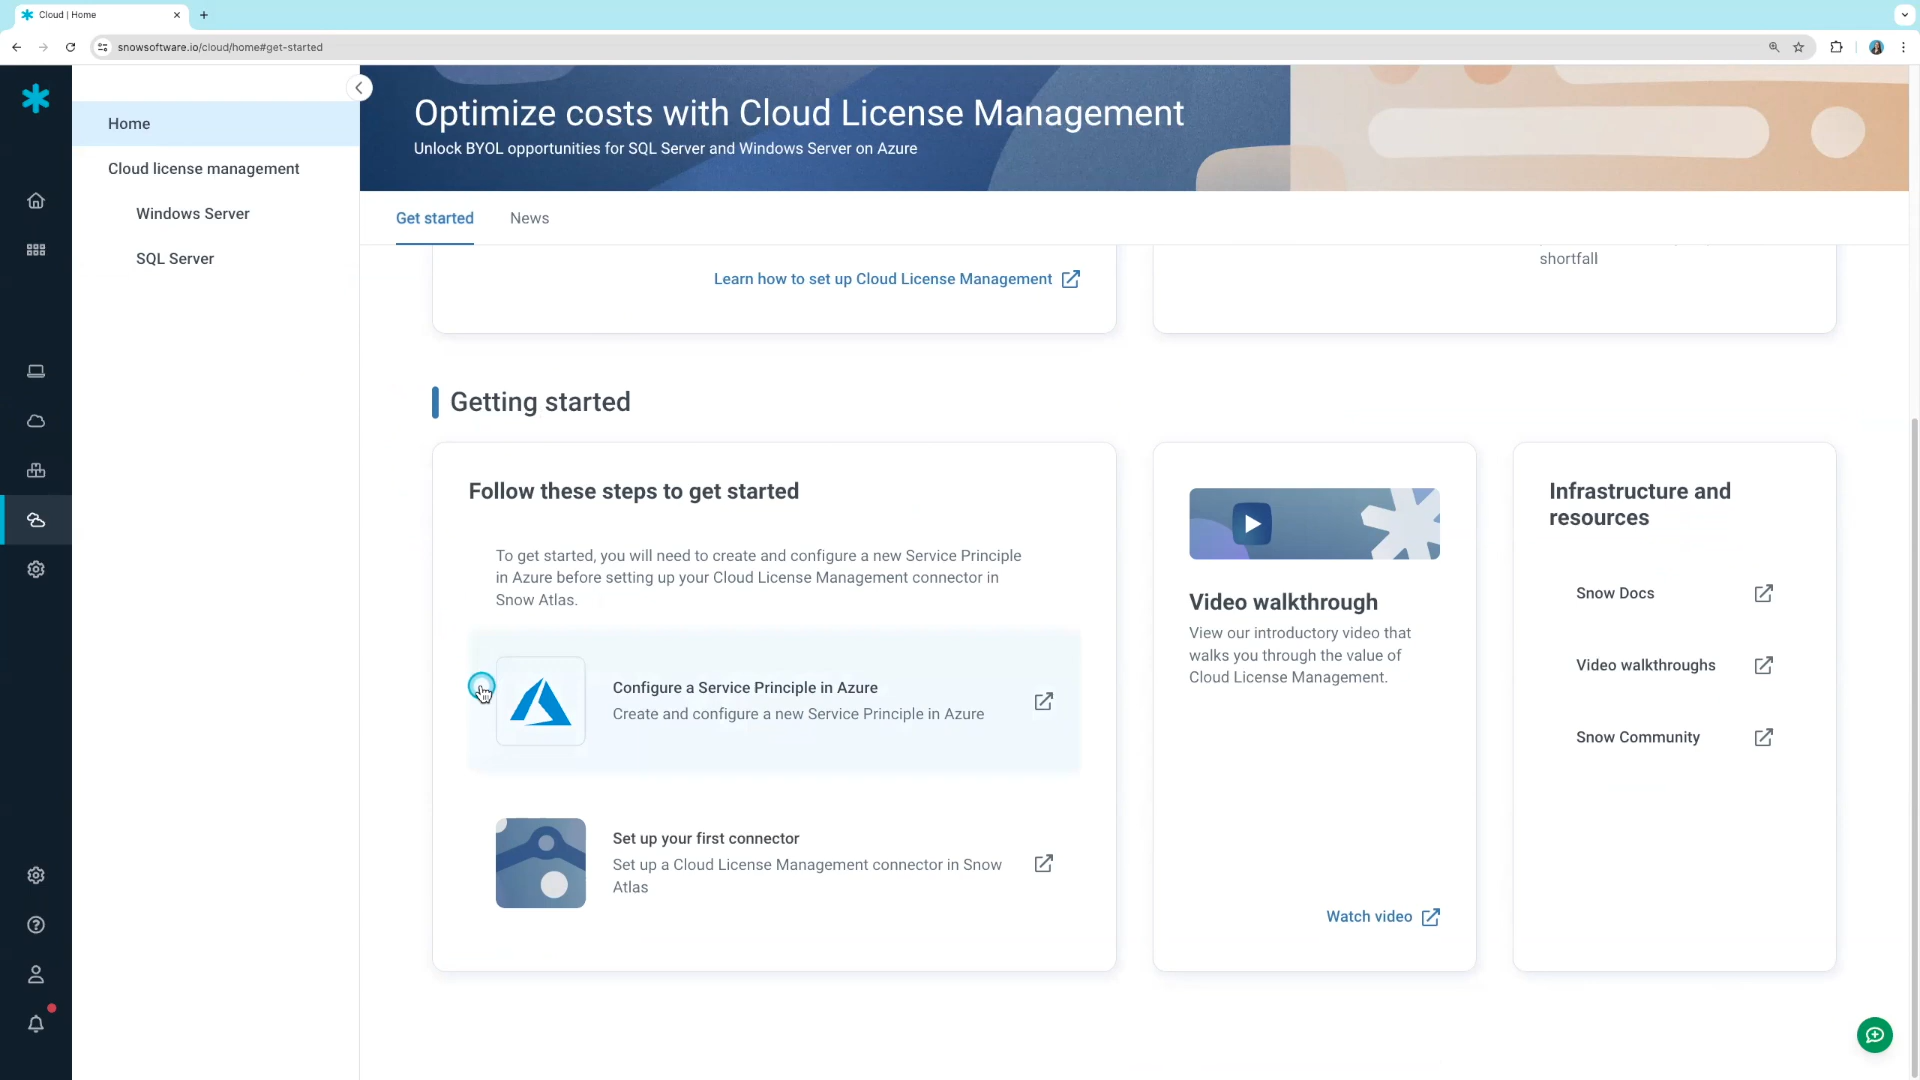 Cloud | Home
snowsoftware.io/cloud/home#get-started
Home
Cloud license management
Windows Server
SQL Server
Optimize costs with Cloud License Management
Unlock BYOL opportunities for SQL Server and Windows Server on Azure
Get started
News
Learn how to set up Cloud License Management
shortfall
Getting started
Follow these steps to get started
To get started, you will need to create and configure a new Service Principle
in Azure before setting up your Cloud License Management connector in
Snow Atlas.
Configure a Service Principle in Azure
Create and configure a new Service Principle in Azure
Set up your first connector
Set up a Cloud License Management connector in Snow
Atlas
Video walkthrough
View our introductory video that
walks you through the value of
Cloud License Management.
Watch video
Infrastructure and
resources
Snow Docs
Video walkthroughs
Snow Community